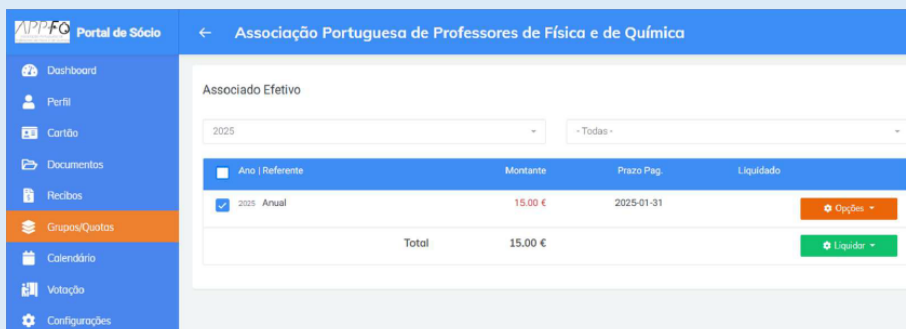 APPFQ Portal de Sócio
← Associação Portuguesa de Professores de Física e de Química
Dashboard
Perfil
Cartão
Documentos
Recibos
Grupos/Quotas
Calendário
Votação
Configurações
Associado Efetivo
2025 - Todas -
Ano | Referente Montante Prazo Pag. Liquidado
2025 Anual 15.00 € 2025-01-31 Opções
Total 15.00 € Liquidar